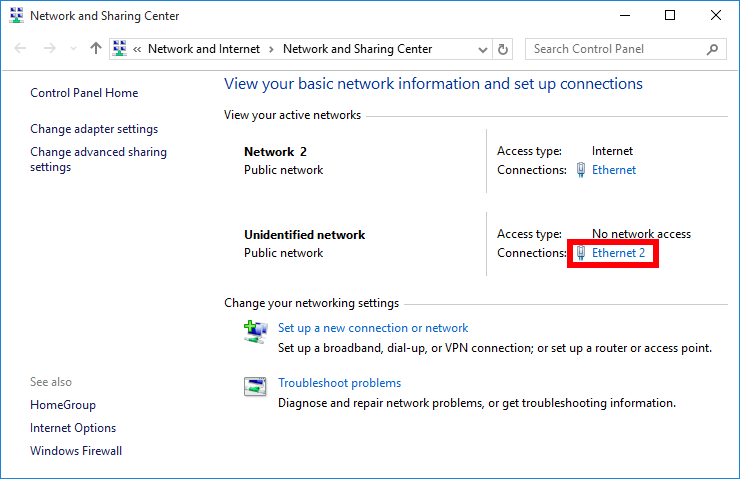 Network and Sharing Center
« Network and Internet > Network and Sharing Center
Search Control Panel
Control Panel Home
Change adapter settings
Change advanced sharing
settings
View your basic network information and set up connections
View your active networks
Network 2
Public network
Access type: Internet
Connections: Ethernet
Unidentified network
Public network
Access type: No network access
Connections: Ethernet 2
Change your networking settings
Set up a new connection or network
Set up a broadband, dial-up, or VPN connection; or set up a router or access point.
Troubleshoot problems
Diagnose and repair network problems, or get troubleshooting information.
See also
HomeGroup
Internet Options
Windows Firewall